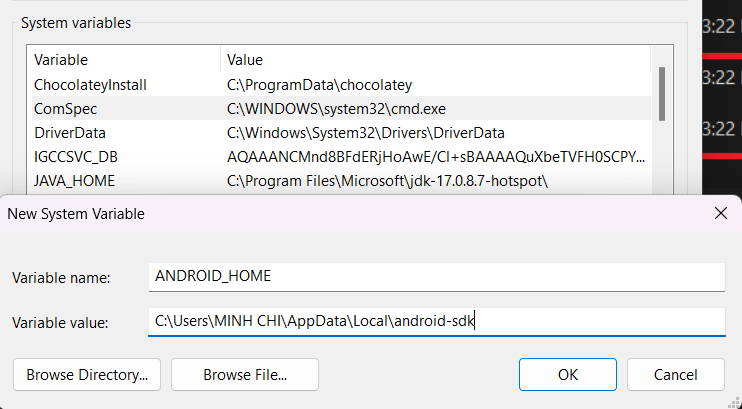 System variables
Variable Value
ChocolateyInstall C:\ProgramData\chocolatey
ComSpec C:\WINDOWS\system32\cmd.exe
DriverData C:\Windows\System32\Drivers\DriverData
IGCCSVC_DB AQAAANCMnd8BFdERjHoAwE/Cl+sBAAAAQuXbeTVFH0SCPY...
JAVA_HOME C:\Program Files\Microsoft\jdk-17.0.8.7-hotspot\
New System Variable
Variable name: ANDROID_HOME
Variable value: C:\Users\MINH CHI\AppData\Local\android-sdk
Browse Directory... Browse File... OK Cancel
3:22
3:22
3:22